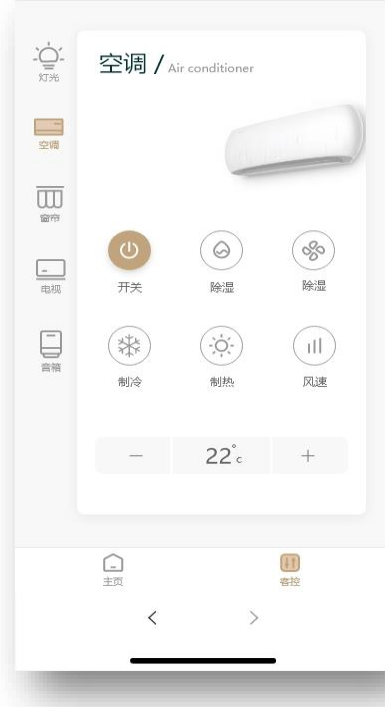 空调 / Air conditioner
灯光
空调
窗帘
电视
音箱
开关
除湿
除湿
制冷
制热
风速
22°c
主页
客控